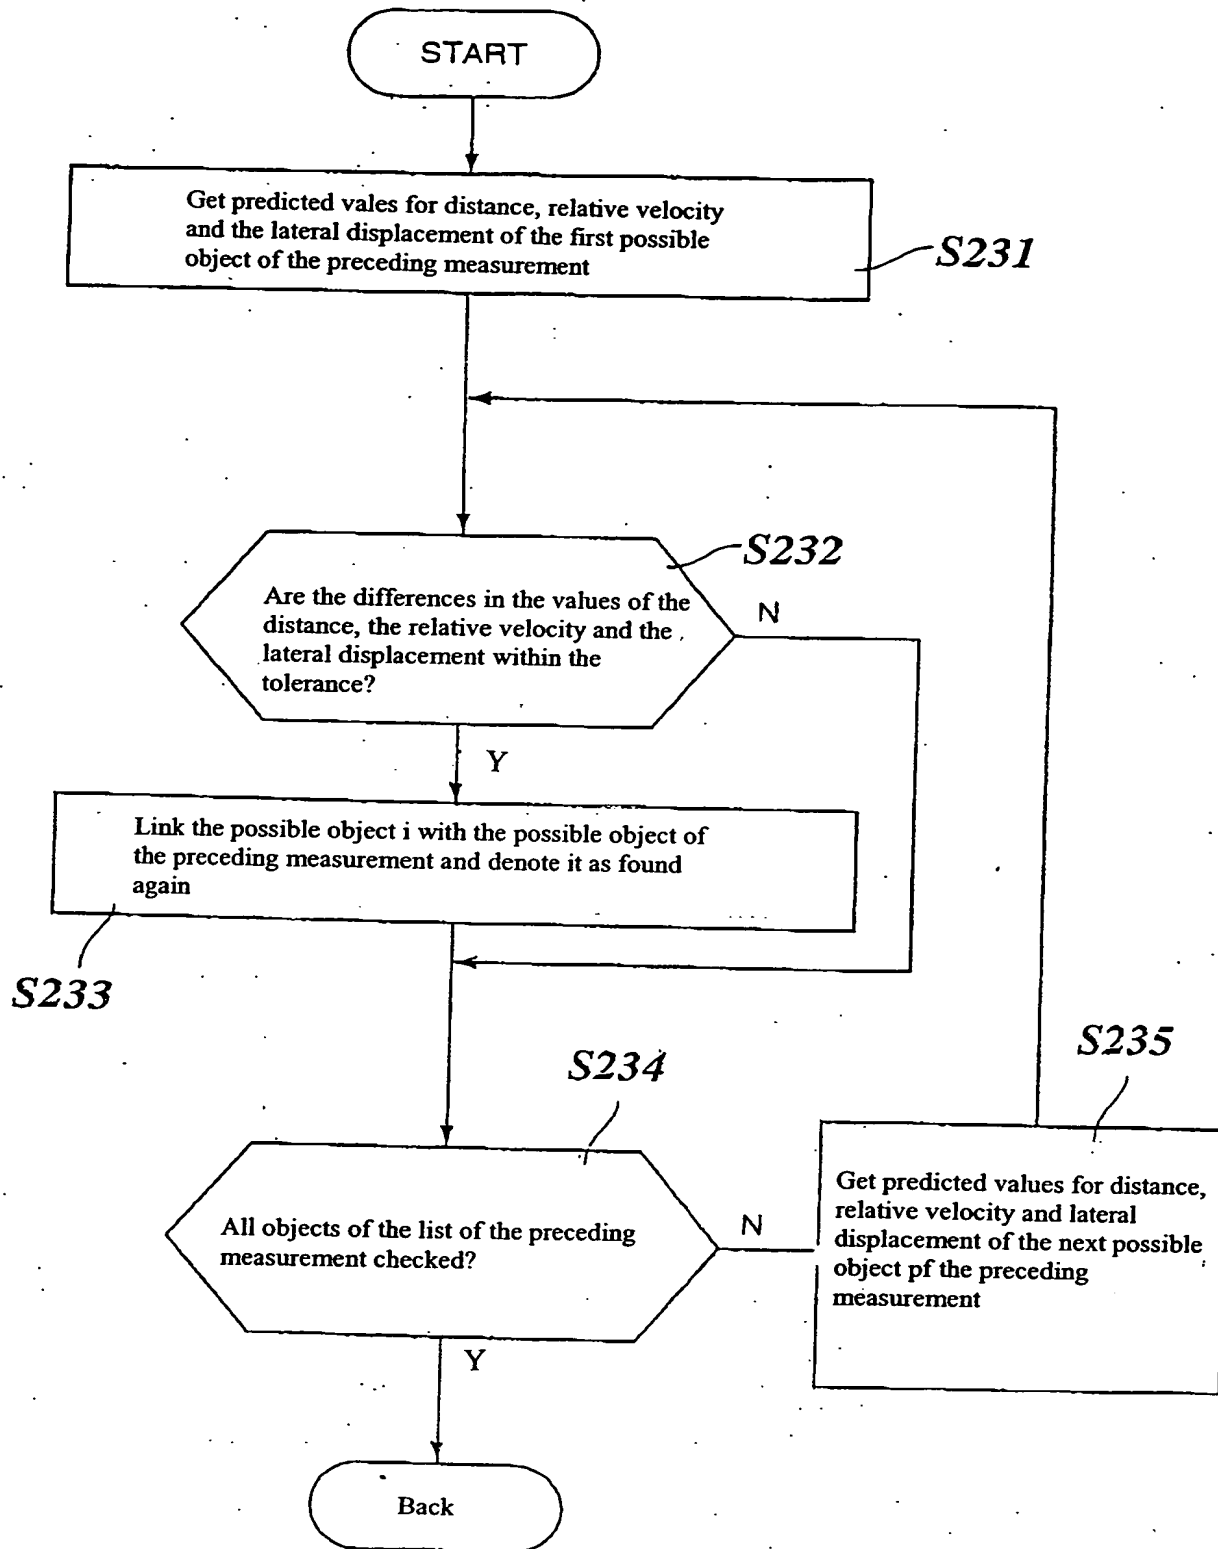 START
Get predicted vales for distance, relative velocity
and the lateral displacement of the first possible
object of the preceding measurement
S231
S232
Are the differences in the values of the
distance, the relative velocity and the
lateral displacement within the
tolerance?
N
Y
Link the possible object i with the possible object of
the preceding measurement and denote it as found
again
S233
S234
S235
All objects of the list of the preceding
measurement checked?
N
Get predicted values for distance,
relative velocity and lateral
displacement of the next possible
object pf the preceding
measurement
Y
Back